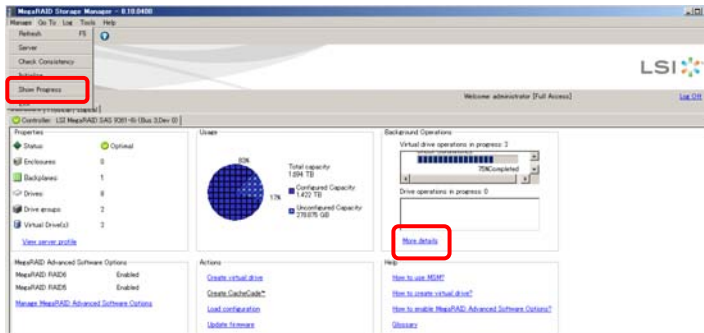 MegaRAID Storage Manager - 8.10.0400
Manage Go To Log Tools Help
Refresh F5
Server
Check Consistency
Initialize
Show Progress
LSI
Welcome: administrator [Full Access] Log Off
Controller: LSI MegaRAID SAS 9261-8i (Bus 3,Dev 0)
Properties
Status: Optimal
Enclosures: 0
Backplanes: 1
Drives: 8
Drive groups: 2
Virtual Drive(s) 3
View server profile
Usage
83%
17%
Total capacity
Configured Capacity
1.422 TB
Unconfigured Capacity
278.875 GB
Background Operations
Virtual drive operations in progress: 3
75%Completed
Drive operations in progress: 0
More details
MegaRAID Advanced Software Options
MegaRAID RAID6 Enabled
MegaRAID RAID5 Enabled
Manage MegaRAID Advanced Software Options
Actions
Create virtual drive
Create CacheCade™
Load configuration
Update firmware
Help
How to use MSM?
How to create virtual drive?
How to enable MegaRAID Advanced Software Options?
Glossary